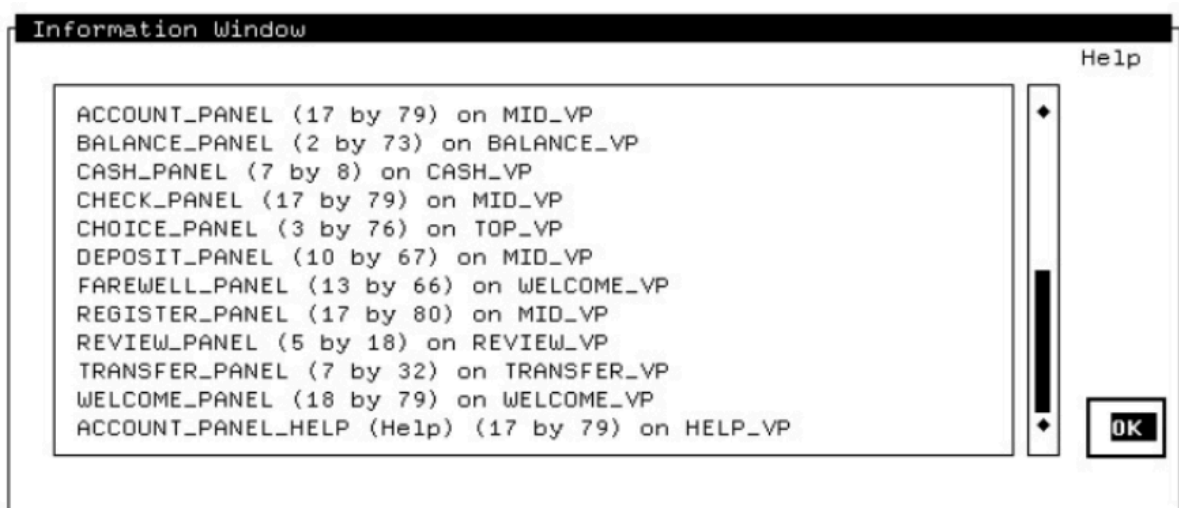 Information Window
Help
ACCOUNT_PANEL (17 by 79) on MID_VP
BALANCE_PANEL (2 by 73) on BALANCE_VP
CASH_PANEL (7 by 8) on CASH_VP
CHECK_PANEL (17 by 79) on MID_VP
CHOICE_PANEL (3 by 76) on TOP_VP
DEPOSIT_PANEL (10 by 67) on MID_VP
FAREWELL_PANEL (13 by 66) on WELCOME_VP
REGISTER_PANEL (17 by 80) on MID_VP
REVIEW_PANEL (5 by 18) on REVIEW_VP
TRANSFER_PANEL (7 by 32) on TRANSFER_VP
WELCOME_PANEL (18 by 79) on WELCOME_VP
ACCOUNT_PANEL_HELP (Help) (17 by 79) on HELP_VP
OK